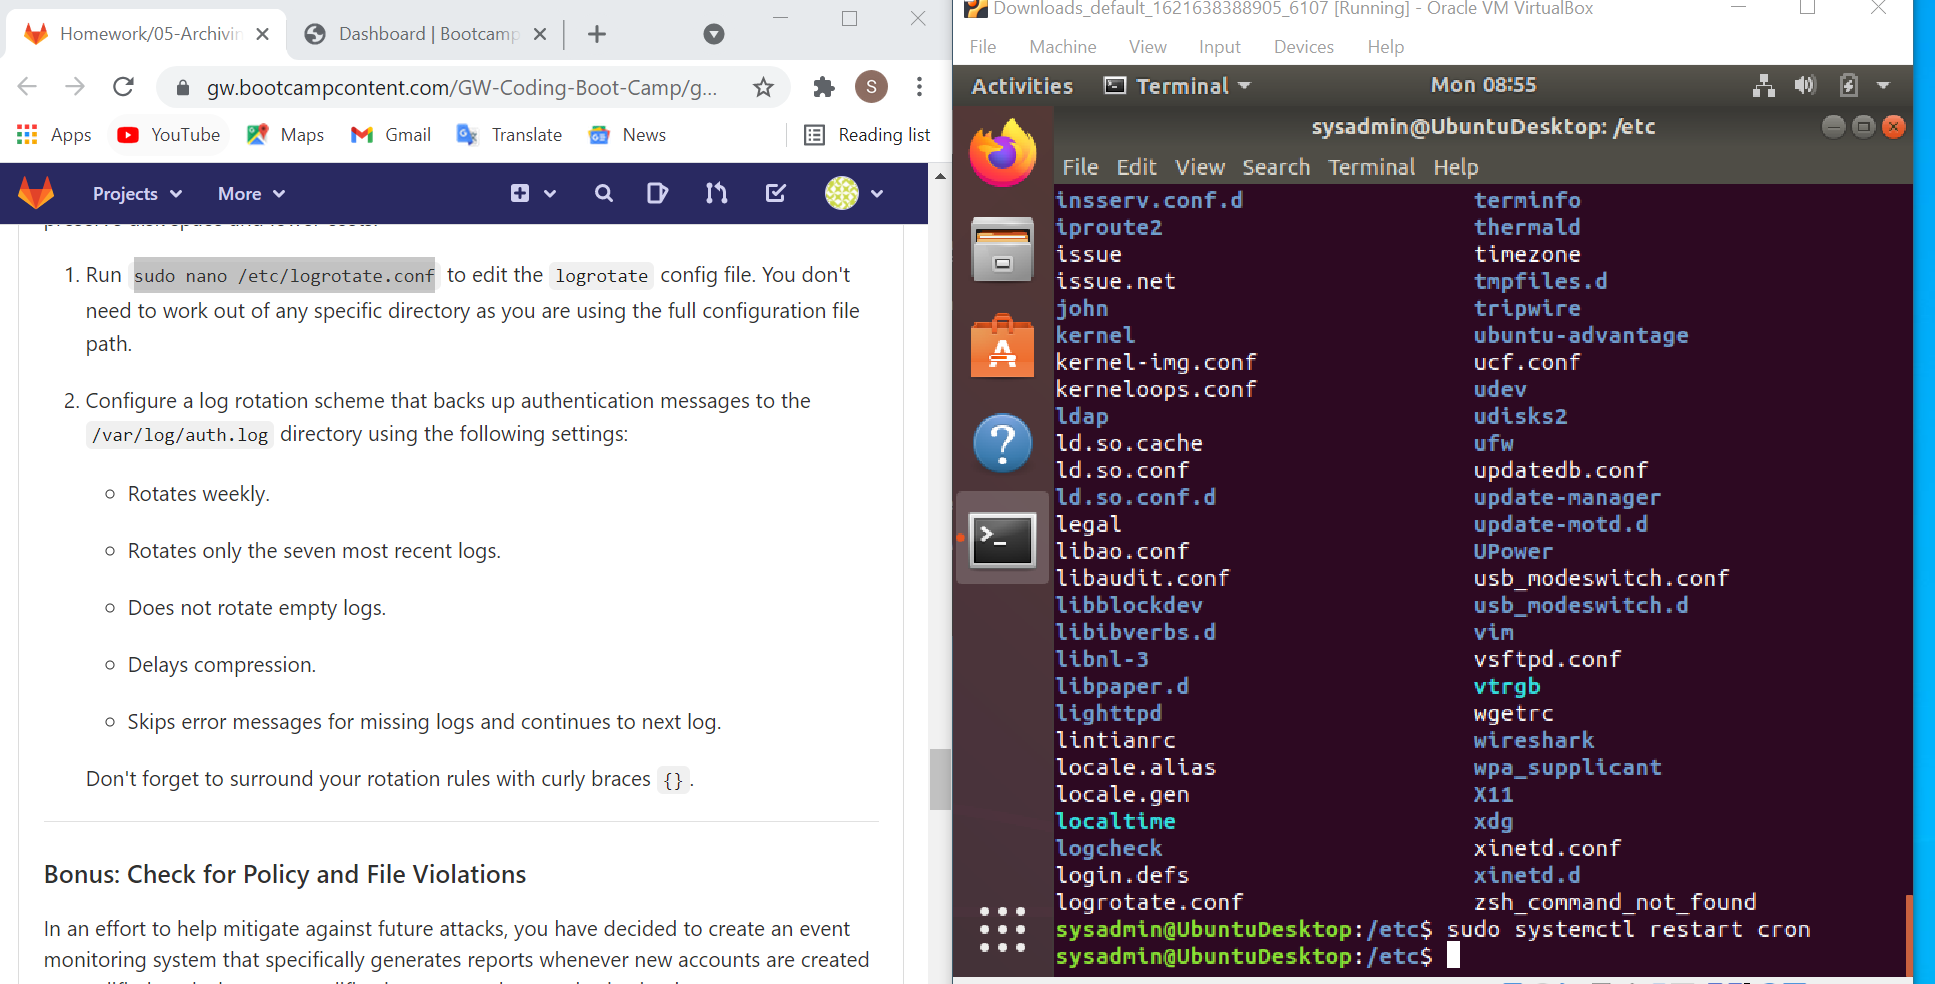 Homework/05-Archivin
Dashboard | Bootcamp
gw.bootcampcontent.com/GW-Coding-Boot-Camp/g...
S
Apps
YouTube
Maps
Gmail
Translate
News
Reading list
Projects
More
preserve disk space and lower costs.
1. Run sudo nano /etc/logrotate.conf to edit the logrotate config file. You don't
need to work out of any specific directory as you are using the full configuration file
path.
2. Configure a log rotation scheme that backs up authentication messages to the
/var/log/auth.log directory using the following settings:
Rotates weekly.
Rotates only the seven most recent logs.
Does not rotate empty logs.
Delays compression.
Skips error messages for missing logs and continues to next log.
Don't forget to surround your rotation rules with curly braces {}.
Bonus: Check for Policy and File Violations
In an effort to help mitigate against future attacks, you have decided to create an event
monitoring system that specifically generates reports whenever new accounts are created
Downloads_default_1621638388905_6107 [Running] - Oracle VM VirtualBox
File Machine View Input Devices Help
Activities Terminal Mon 08:55
sysadmin@UbuntuDesktop: /etc
File Edit View Search Terminal Help
insserv.conf.d terminfo
iproute2 thermald
issue timezone
issue.net tmpfiles.d
john tripwire
kernel ubuntu-advantage
kernel-img.conf ucf.conf
kerneloops.conf udev
ldap udisks2
ld.so.cache ufw
ld.so.conf updatedb.conf
ld.so.conf.d update-manager
legal update-motd.d
libao.conf UPower
libaudit.conf usb_modeswitch.conf
libblockdev usb_modeswitch.d
libibverbs.d vim
libnl-3 vsftpd.conf
libpaper.d vtrgb
lighttpd wgetrc
lintianrc wireshark
locale.alias wpa_supplicant
locale.gen X11
localtime xdg
logcheck xinetd.conf
login.defs xinetd.d
logrotate.conf zsh_command_not_found
sysadmin@UbuntuDesktop:/etc$ sudo systemctl restart cron
sysadmin@UbuntuDesktop:/etc$